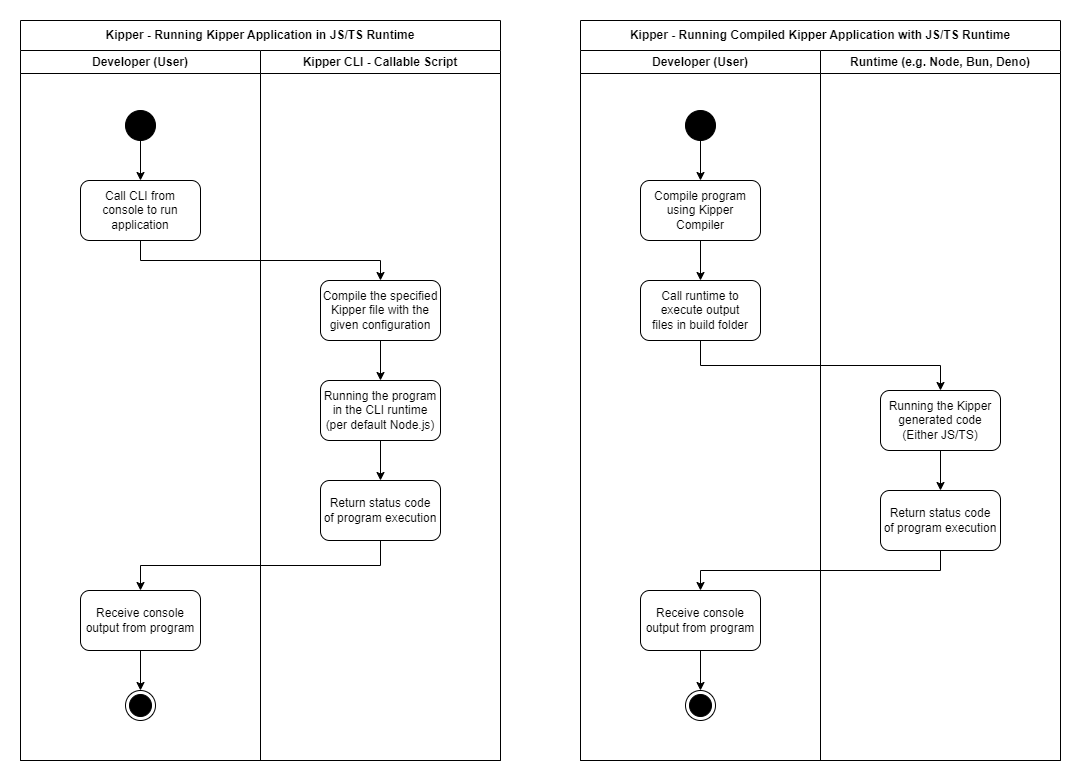 Kipper - Running Kipper Application in JS/TS Runtime
Developer (User)
Kipper CLI - Callable Script
Call CLI from
console to run
application
Compile the specified
Kipper file with the
given configuration
Running the program
in the CLI runtime
(per default Node.js)
Return status code
of program execution
Receive console
output from program
Kipper - Running Compiled Kipper Application with JS/TS Runtime
Developer (User)
Runtime (e.g. Node, Bun, Deno)
Compile program
using Kipper
Compiler
Call runtime to
execute output
files in build folder
Running the Kipper
generated code
(Either JS/TS)
Return status code
of program execution
Receive console
output from program